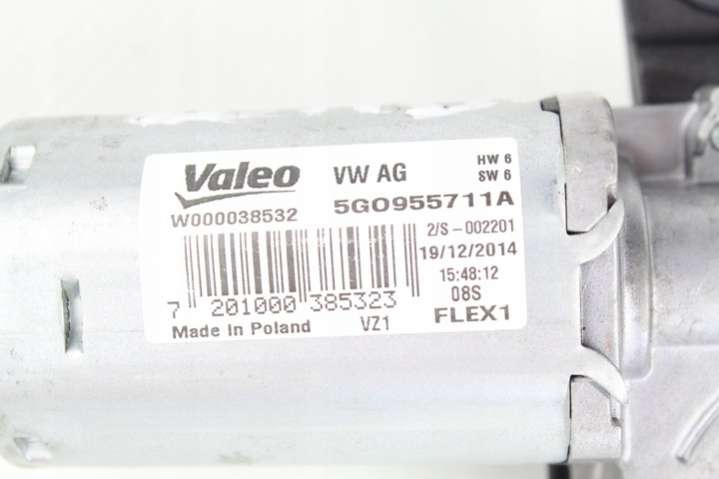 Valeo VW AG HW 6
SW 6
W000038532 5G0955711A
2/S-002201
19/12/2014
15:48:12
7 201000 385323 08S
Made in Poland VZ1 FLEX1